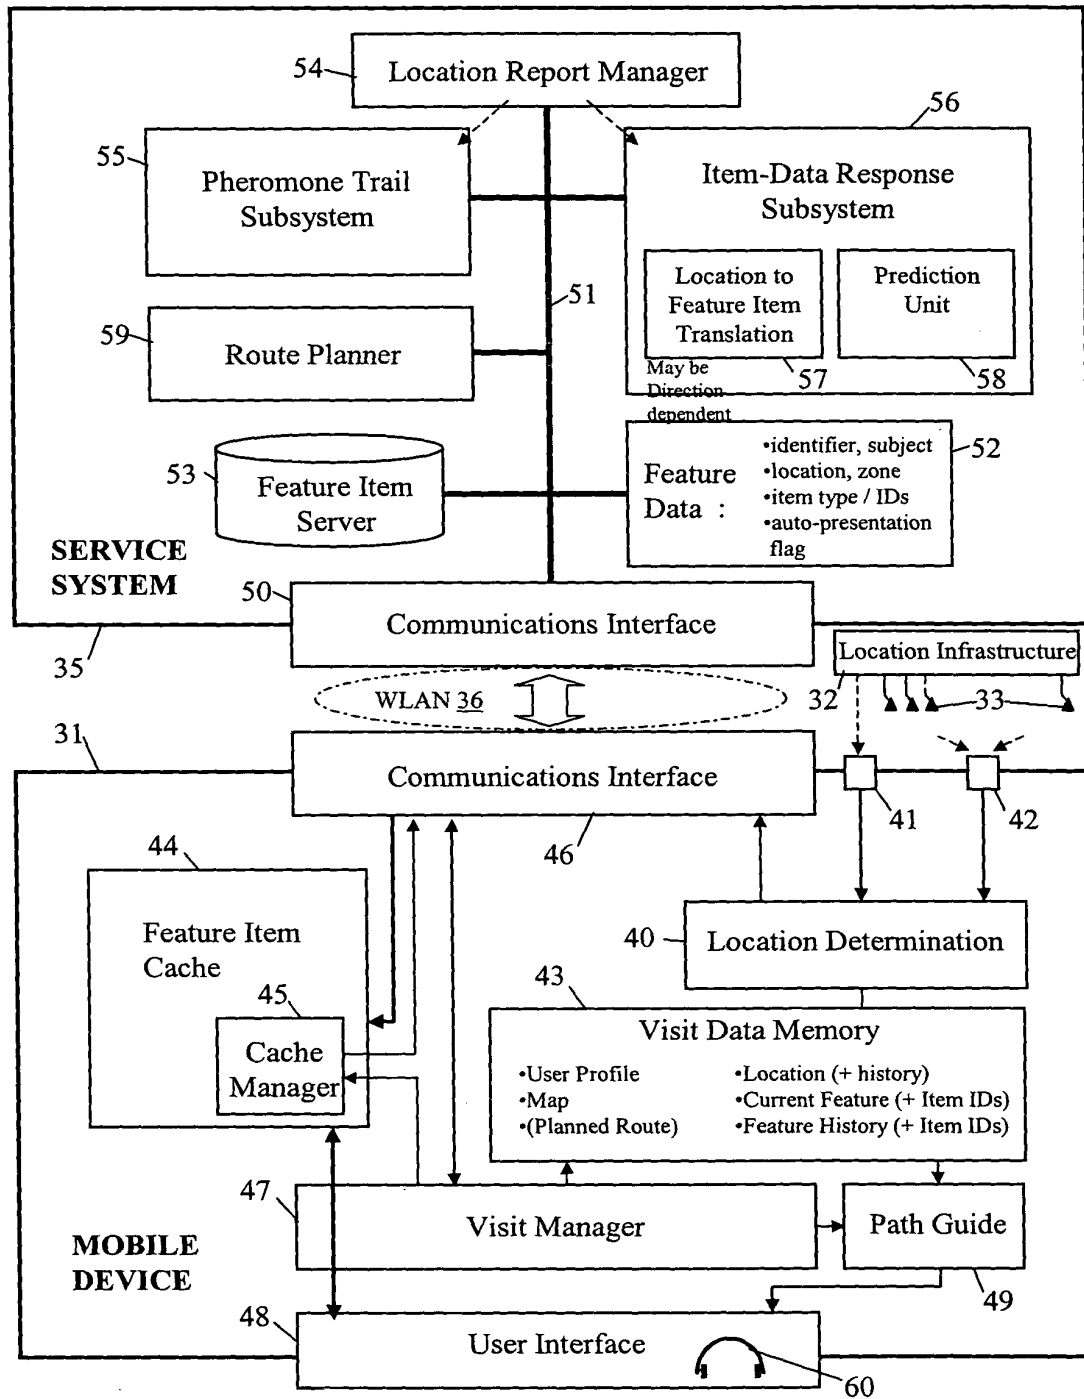 54
Location Report Manager
56
55
Pheromone Trail
Subsystem
Item-Data Response
Subsystem
Location to
Feature Item
Translation
Prediction
Unit
51
59
Route Planner
57
58
May be
Direction
dependent
53
Feature Item
Server
Feature
Data :
•identifier, subject
•location, zone
•item type / IDs
•auto-presentation
flag
52
SERVICE
SYSTEM
50
Communications Interface
35
Location Infrastructure
32
33
WLAN 36
31
Communications Interface
41
42
46
44
Feature Item
Cache
40
Location Determination
45
Cache
Manager
43
Visit Data Memory
•User Profile
•Map
•(Planned Route)
•Location (+ history)
•Current Feature (+ Item IDs)
•Feature History (+ Item IDs)
47
Visit Manager
Path Guide
49
MOBILE
DEVICE
48
User Interface
60